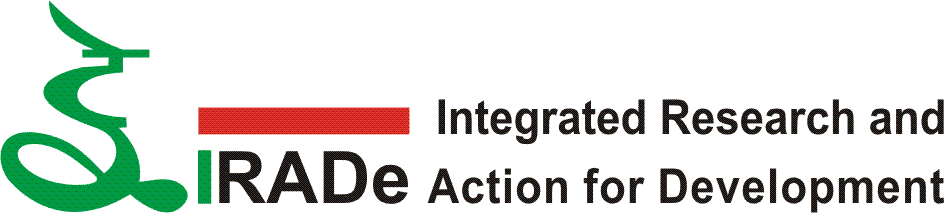 Integrated Research and
IRADe Action for Development